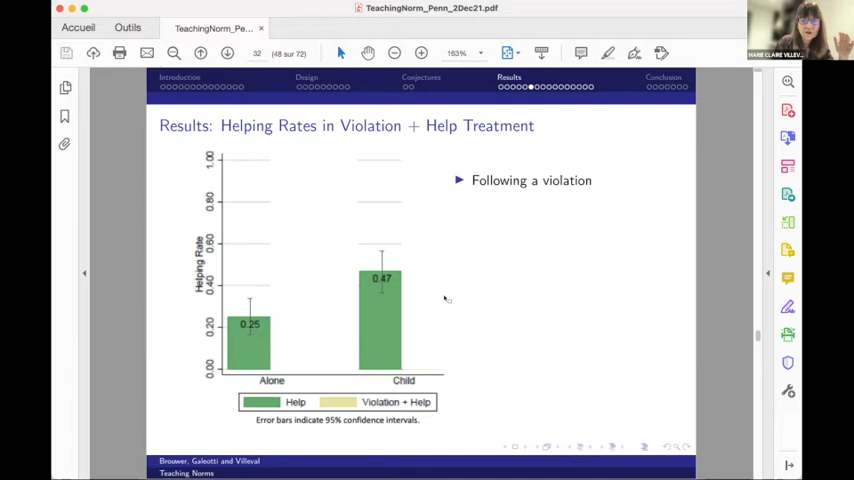 TeachingNorm_Penn_2Dec21.pdf
Accueil
Outils
TeachingNorm_Pe...
×
32
(48 sur 72)
163%
MARIE CLAIRE VILLEV...
Introduction
Design
Conjectures
Results
Conclusion
Results: Helping Rates in Violation + Help Treatment
Following a violation
Helping Rate
1.00
0.80
0.60
0.40
0.20
0.00
0.25
0.47
Alone
Child
Help
Violation + Help
Error bars indicate 95% confidence intervals.
Brouwer, Galeotti and Villeval
Teaching Norms